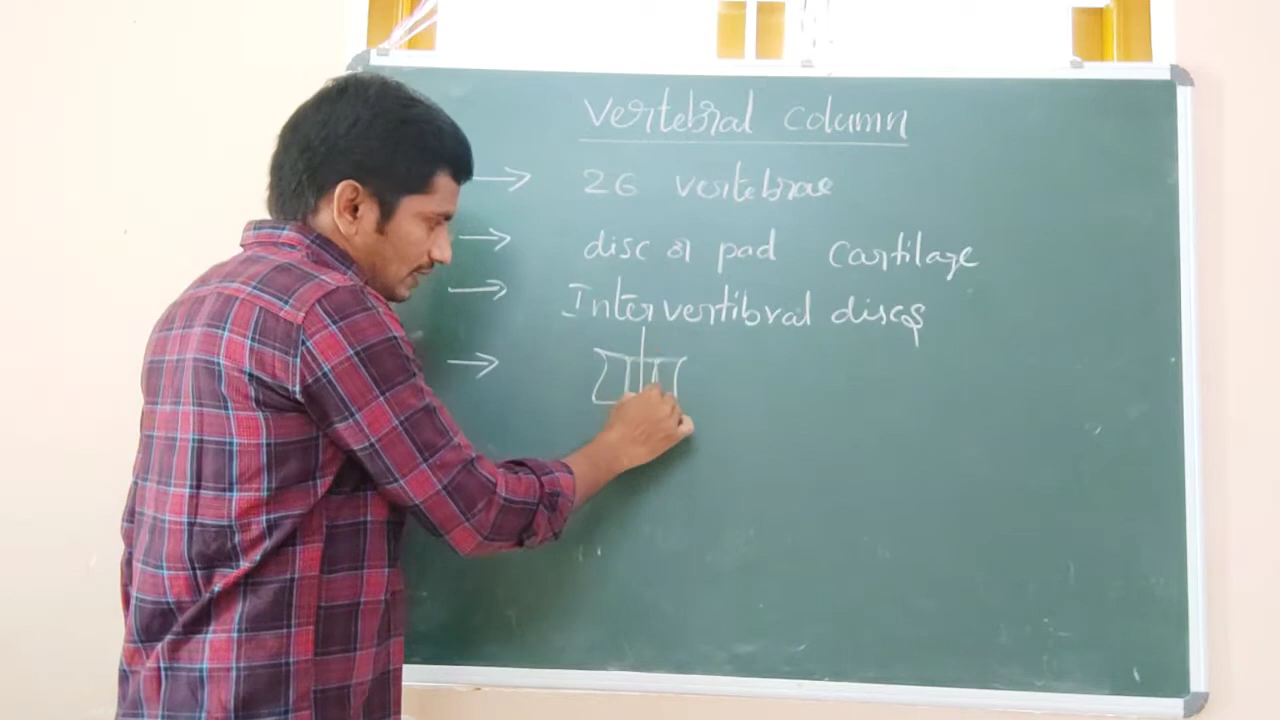 Vertebral column
→ 26 vertebrae
→ disc or pad cartilage
→ Intervertibral discs
→